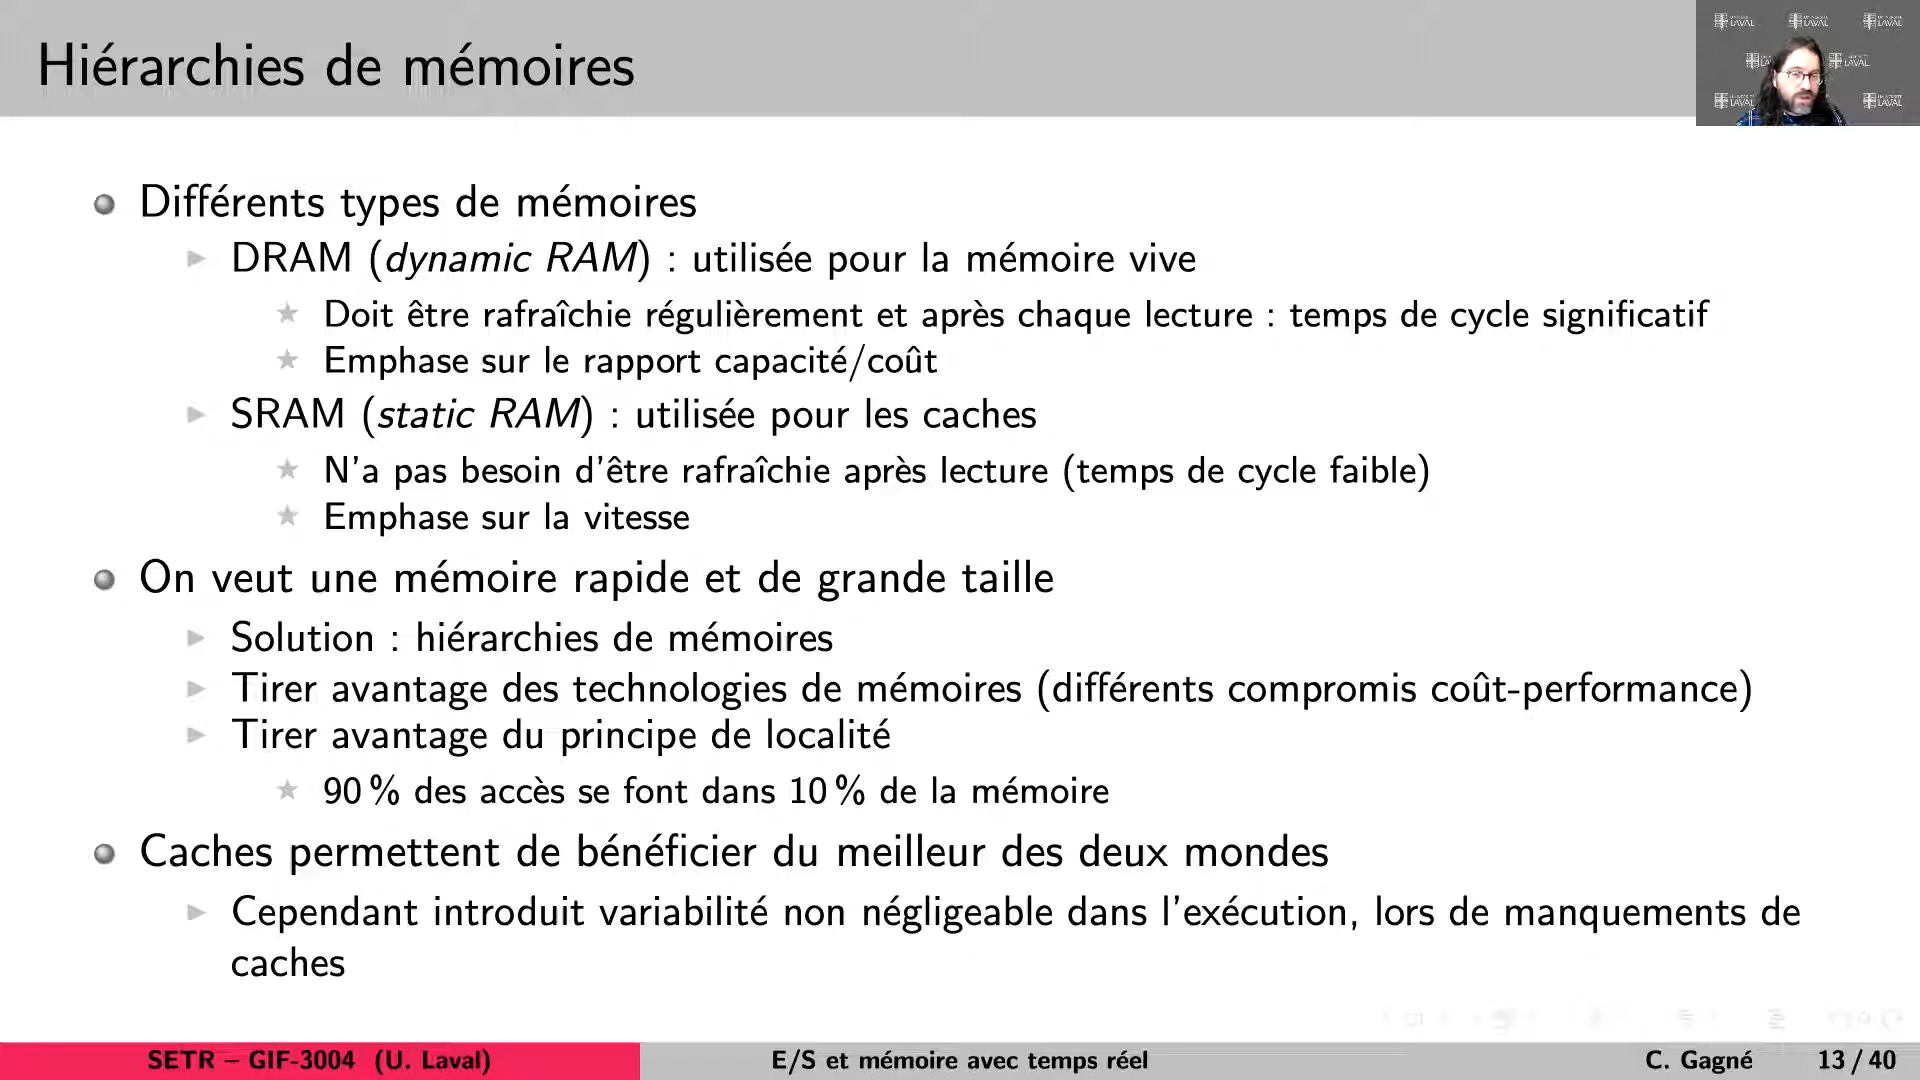 Hiérarchies de mémoires
UNIVERSITÉ LAVAL
Différents types de mémoires
DRAM (dynamic RAM) : utilisée pour la mémoire vive
Doit être rafraîchie régulièrement et après chaque lecture : temps de cycle significatif
Emphase sur le rapport capacité/coût
SRAM (static RAM) : utilisée pour les caches
N'a pas besoin d'être rafraîchie après lecture (temps de cycle faible)
Emphase sur la vitesse
On veut une mémoire rapide et de grande taille
Solution : hiérarchies de mémoires
Tirer avantage des technologies de mémoires (différents compromis coût-performance)
Tirer avantage du principe de localité
90 % des accès se font dans 10 % de la mémoire
Caches permettent de bénéficier du meilleur des deux mondes
Cependant introduit variabilité non négligeable dans l'exécution, lors de manquements de
caches
SETR – GIF-3004 (U. Laval)
E/S et mémoire avec temps réel
C. Gagné
13 / 40